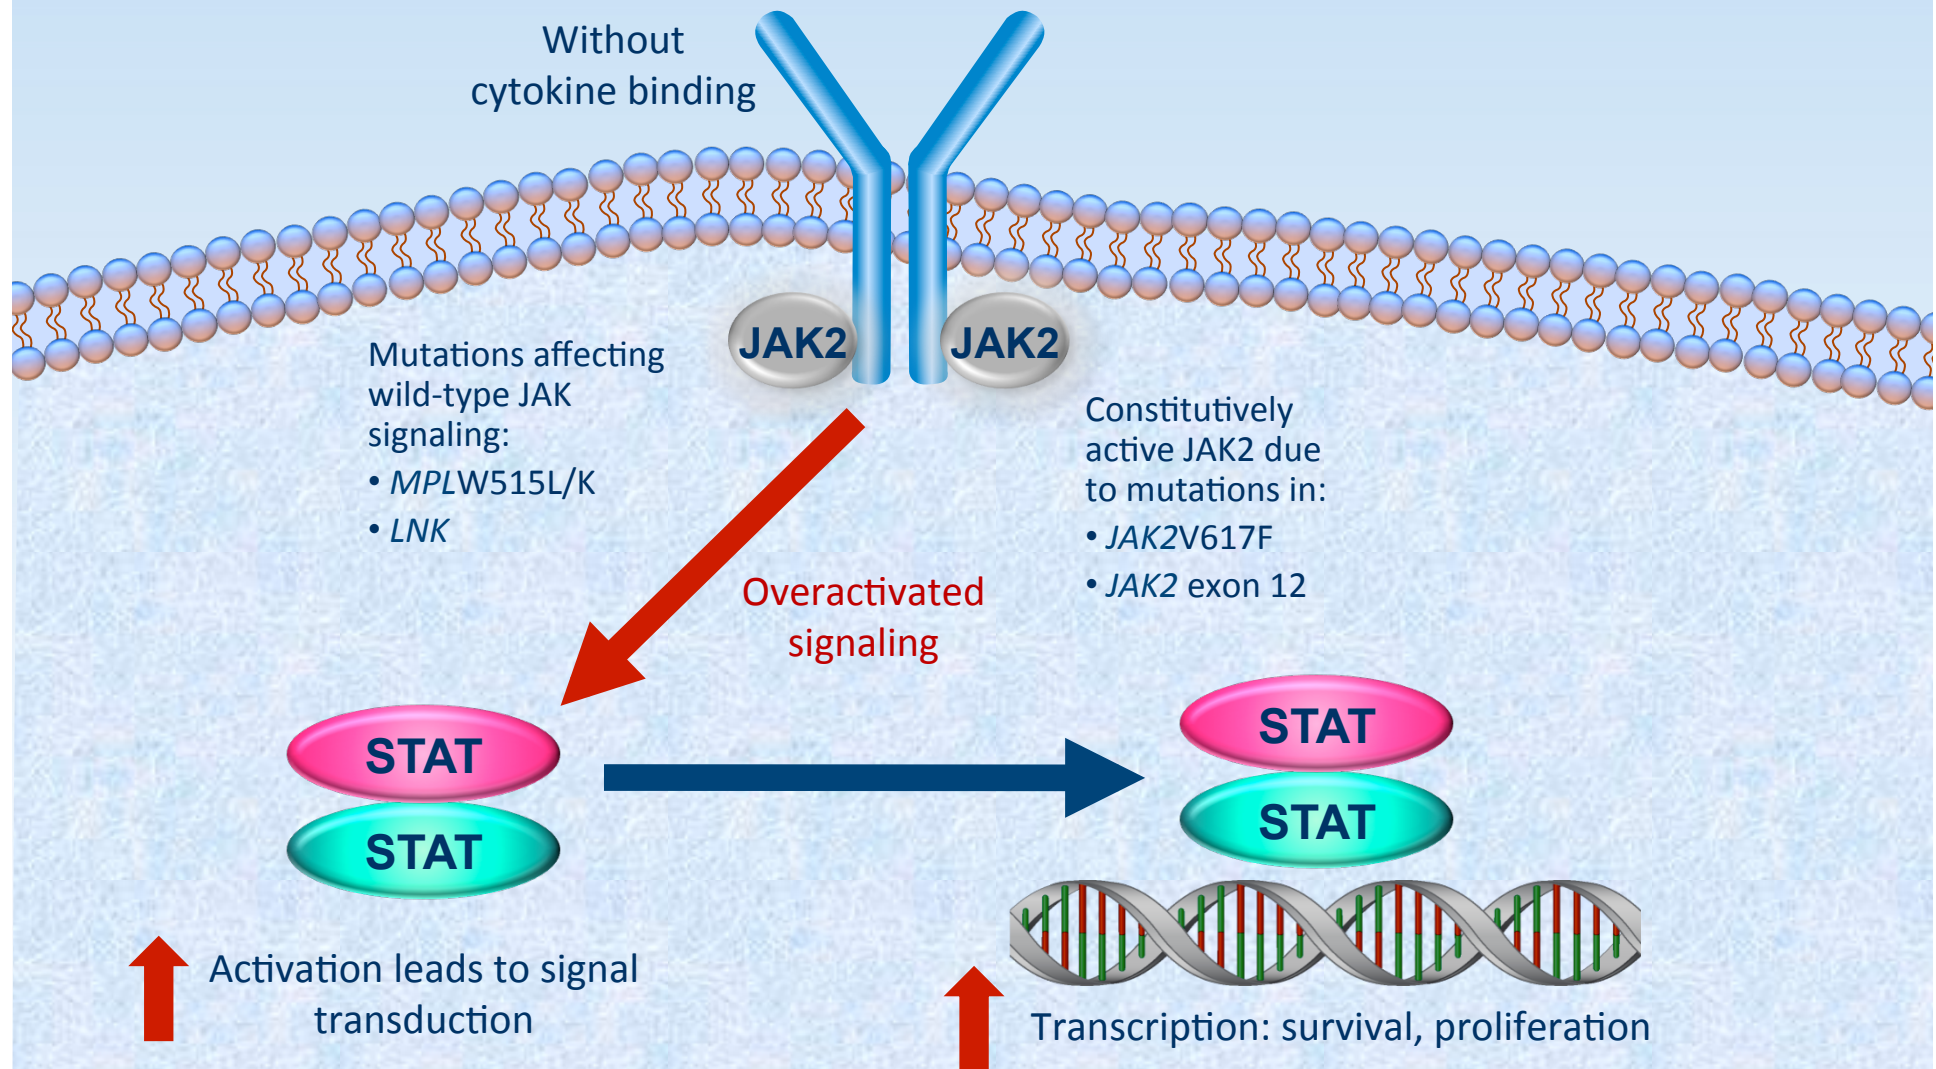 Without
cytokine binding
JAK2
JAK2
Mutations affecting
wild-type JAK
signaling:
• MPLW515L/K
• LNK
Constitutively
active JAK2 due
to mutations in:
• JAK2V617F
• JAK2 exon 12
Overactivated
signaling
STAT
STAT
STAT
STAT
Activation leads to signal
transduction
Transcription: survival, proliferation